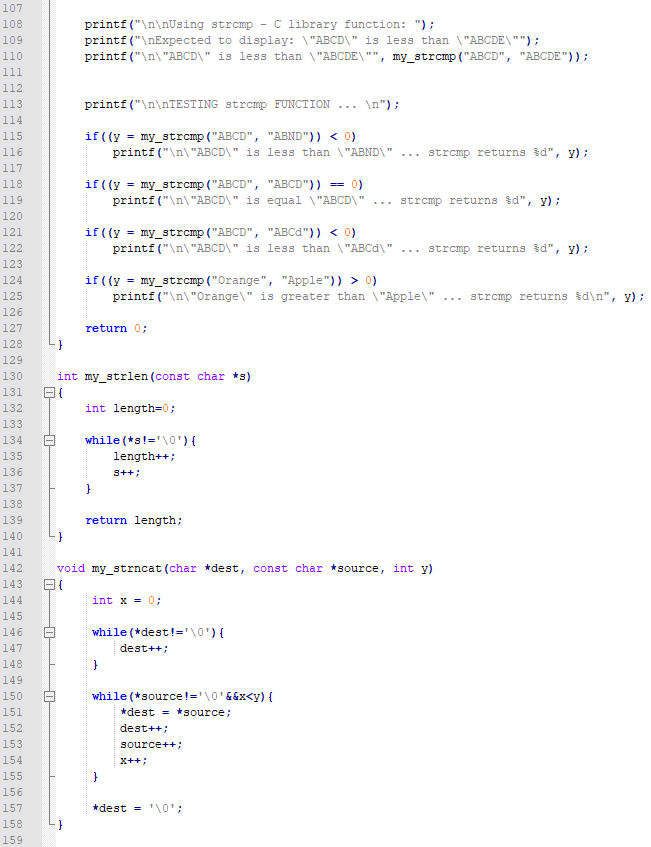 107
108 printf("\n\nUsing strcmp - C library function: ");
109 printf("\nExpected to display: \"ABCD\" is less than \"ABCDE\"");
110 printf("\n\"ABCD\" is less than \"ABCDE\"", my_strcmp("ABCD", "ABCDE"));
111
112
113 printf("\n\nTESTING strcmp FUNCTION ... \n");
114
115 if((y = my_strcmp("ABCD", "ABND")) < 0)
116 printf("\n\"ABCD\" is less than \"ABND\" ... strcmp returns %d", y);
117
118 if((y = my_strcmp("ABCD", "ABCD")) == 0)
119 printf("\n\"ABCD\" is equal \"ABCD\" ... strcmp returns %d", y);
120
121 if((y = my_strcmp("ABCD", "ABCd")) < 0)
122 printf("\n\"ABCD\" is less than \"ABCd\" ... strcmp returns %d", y);
123
124 if((y = my_strcmp("Orange", "Apple")) > 0)
125 printf("\n\"Orange\" is greater than \"Apple\" ... strcmp returns %d\n", y);
126
127 return 0;
128 }
129
130 int my_strlen(const char *s)
131 {
132 int length=0;
133
134 while(*s!='\0'){
135 length++;
136 s++;
137 }
138
139 return length;
140 }
141
142 void my_strncat(char *dest, const char *source, int y)
143 {
144 int x = 0;
145
146 while(*dest!='\0'){
147 dest++;
148 }
149
150 while(*source!='\0'&&x<y){
151 *dest = *source;
152 dest++;
153 source++;
154 x++;
155 }
156
157 *dest = '\0';
158 }
159